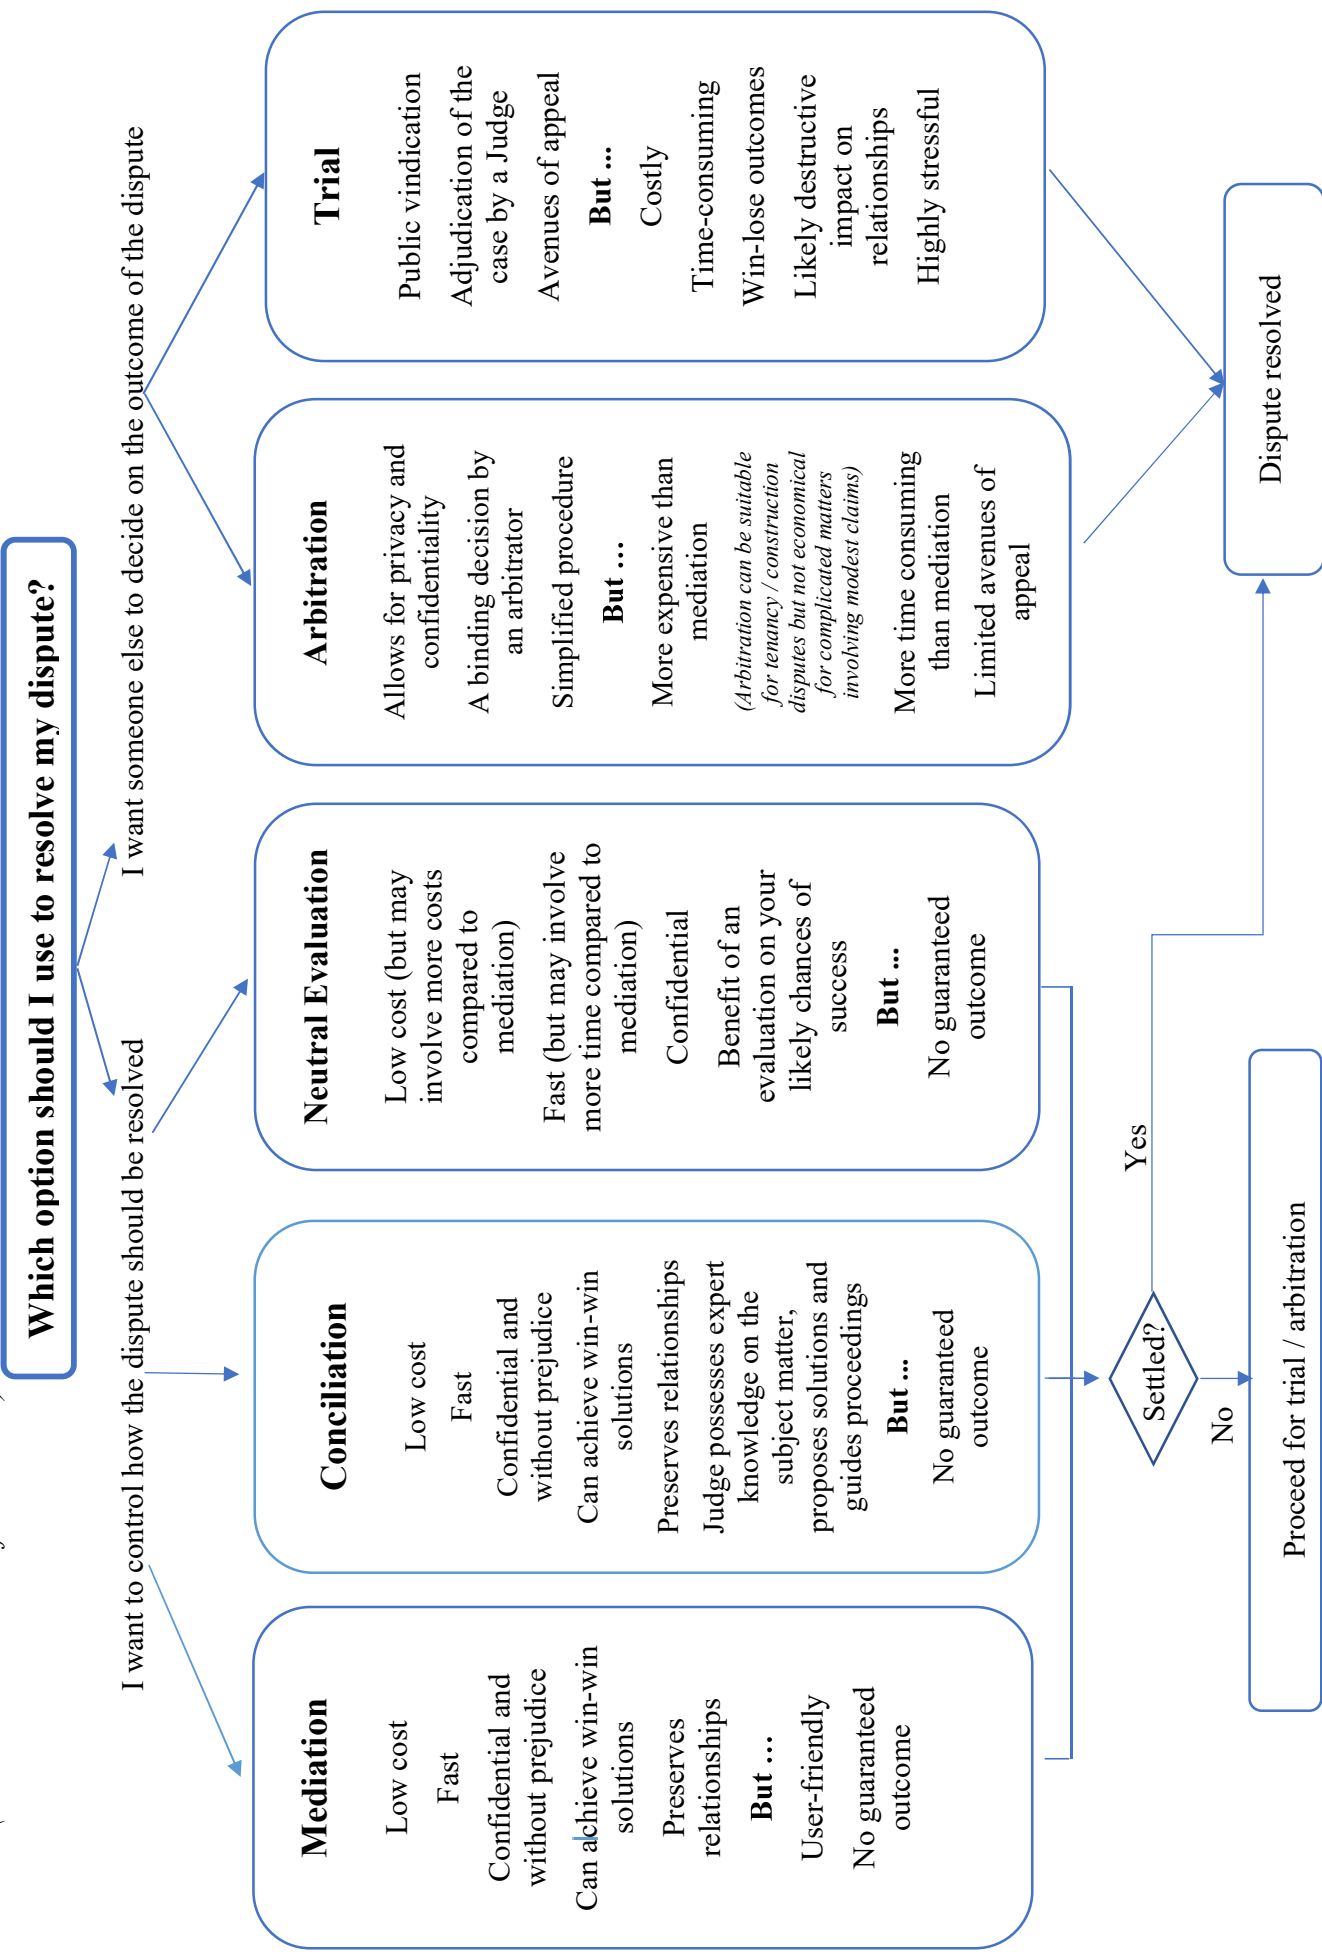 Which option should I use to resolve my dispute?
I want to control how the dispute should be resolved
I want someone else to decide on the outcome of the dispute
Mediation
Low cost
Fast
Confidential and
without prejudice
Can achieve win-win
solutions
Preserves
relationships
But …
User-friendly
No guaranteed
outcome
Conciliation
Low cost
Fast
Confidential and
without prejudice
Can achieve win-win
solutions
Preserves relationships
Judge possesses expert
knowledge on the
subject matter,
proposes solutions and
guides proceedings
But ...
No guaranteed
outcome
Neutral Evaluation
Low cost (but may
involve more costs
compared to
mediation)
Fast (but may involve
more time compared to
mediation)
Confidential
Benefit of an
evaluation on your
likely chances of
success
But ...
No guaranteed
outcome
Arbitration
Allows for privacy and
confidentiality
A binding decision by
an arbitrator
Simplified procedure
But …
More expensive than
mediation
(Arbitration can be suitable
for tenancy / construction
disputes but not economical
for complicated matters
involving modest claims)
More time consuming
than mediation
Limited avenues of
appeal
Trial
Public vindication
Adjudication of the
case by a Judge
Avenues of appeal
But ...
Costly
Time-consuming
Win-lose outcomes
Likely destructive
impact on
relationships
Highly stressful
Settled?
Yes
No
Proceed for trial / arbitration
Dispute resolved